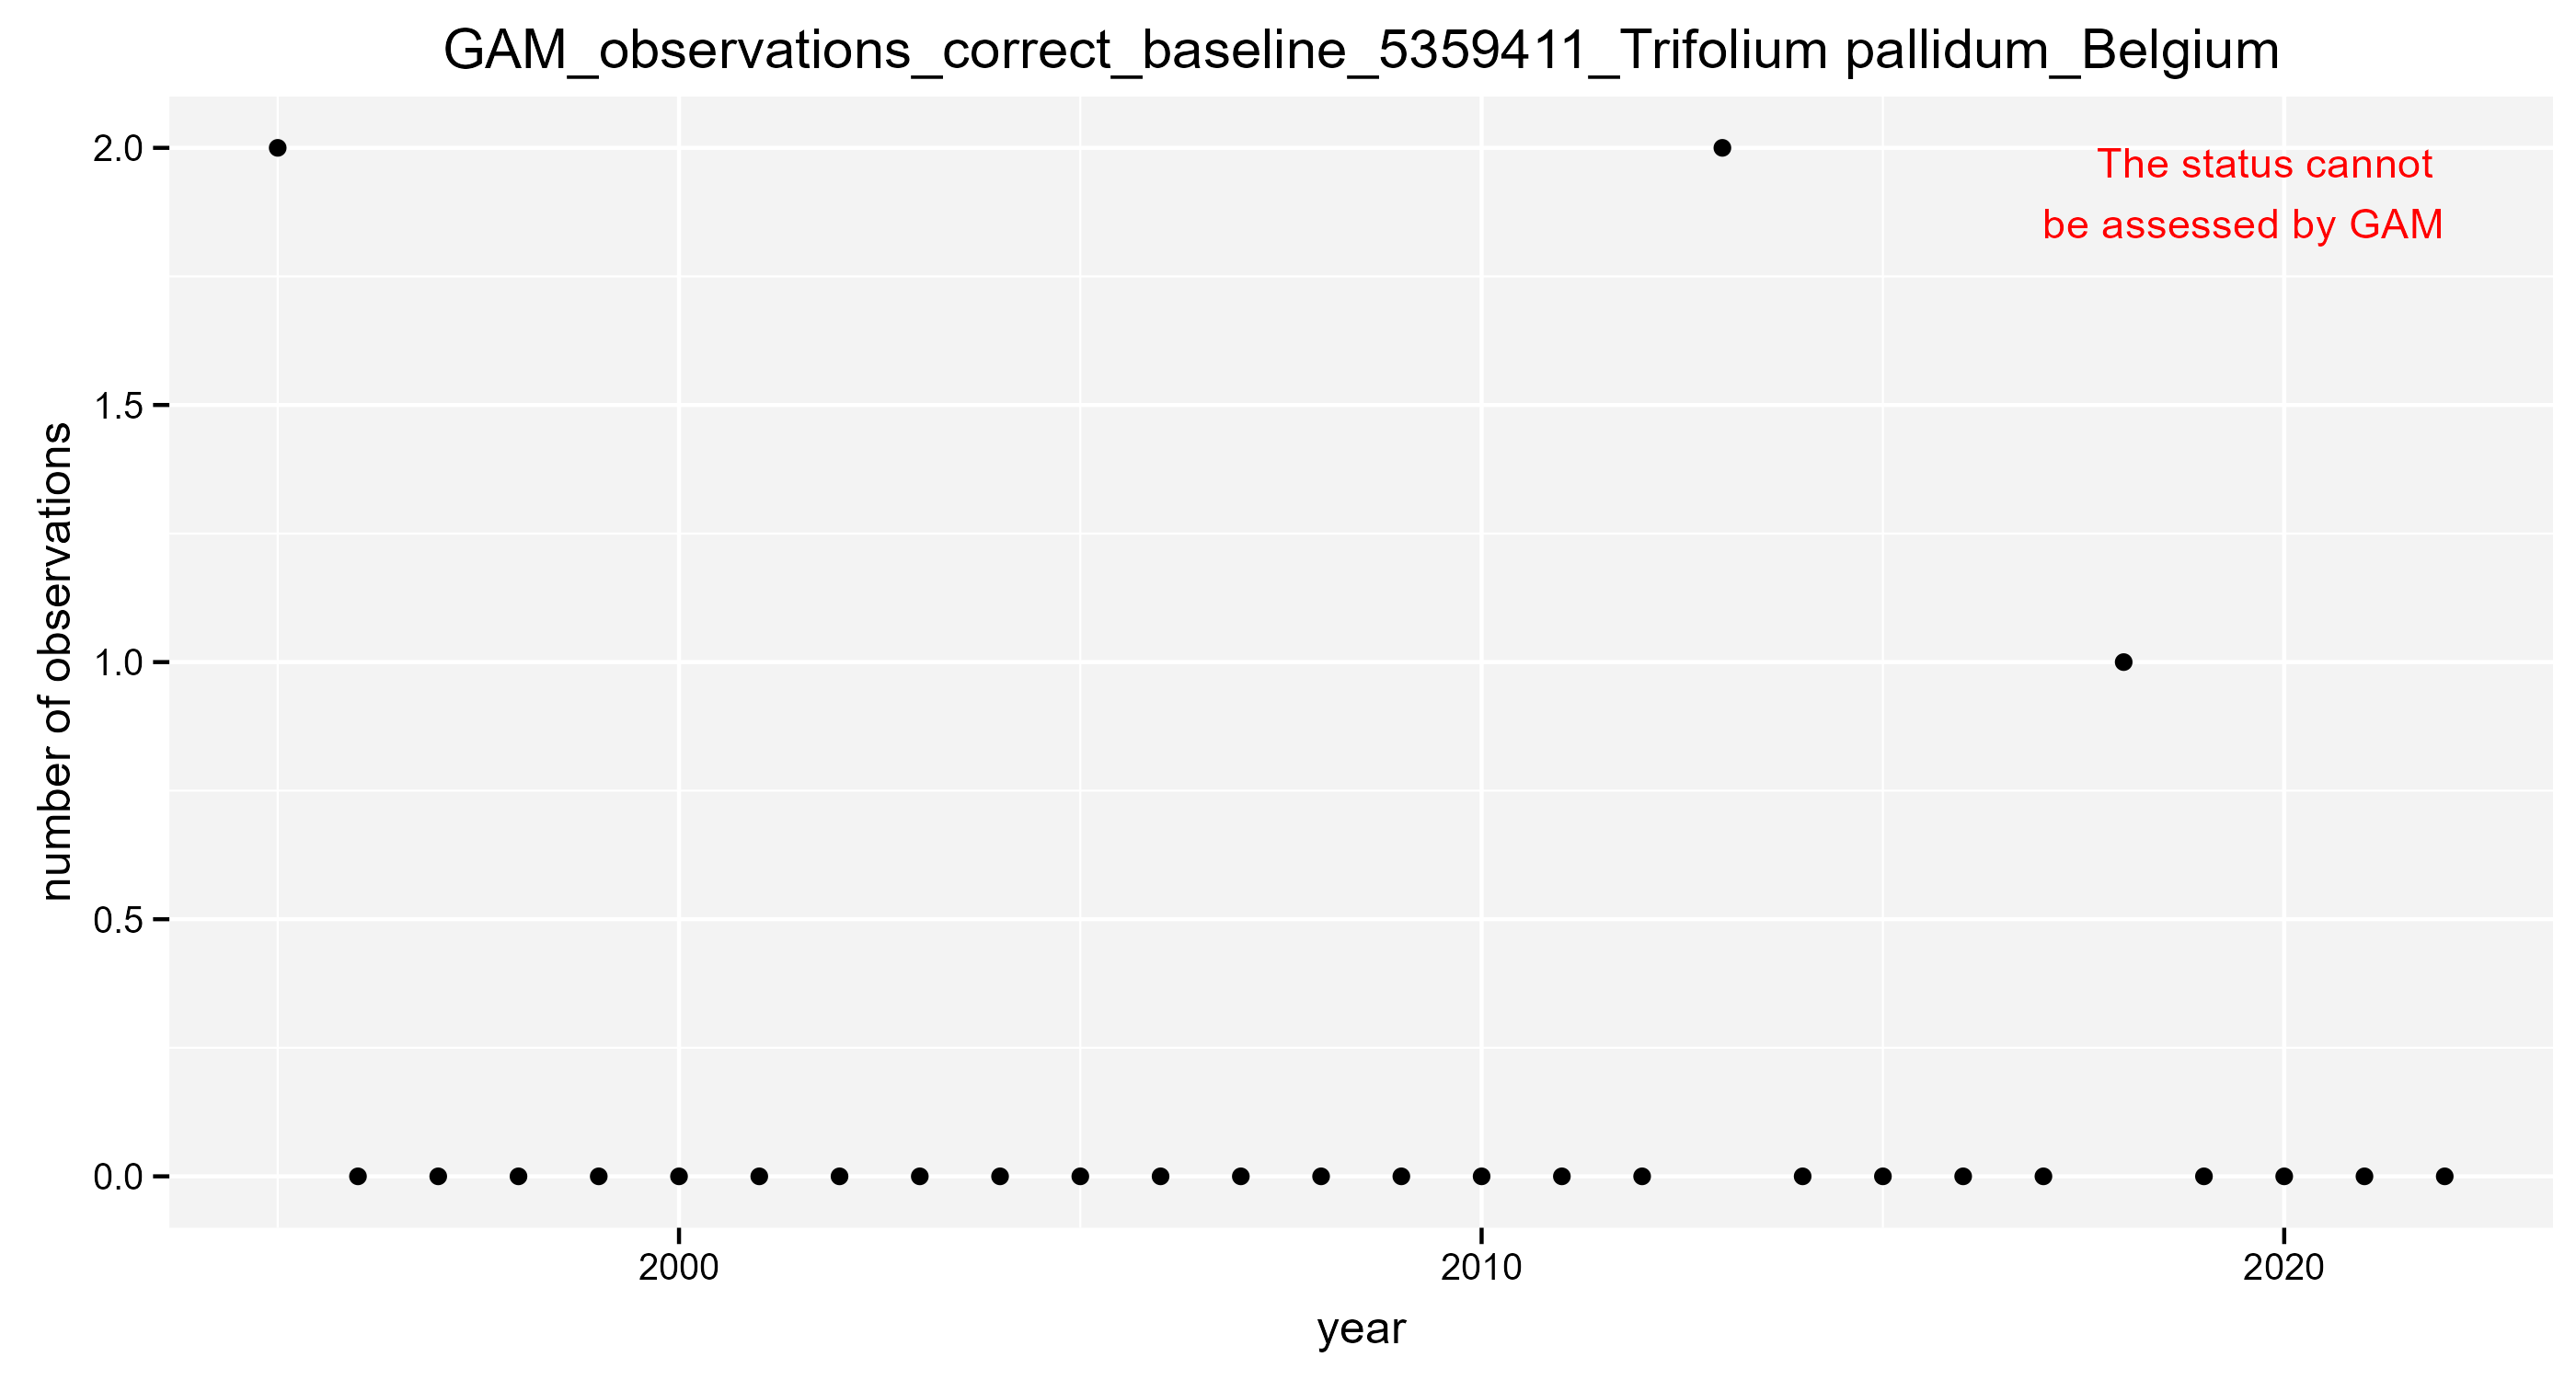 GAM_observations_correct_baseline_5359411_Trifolium pallidum_Belgium
The status cannot
be assessed by GAM
number of observations
2.0
1.5
1.0
0.5
0.0
2000 2010 2020
year